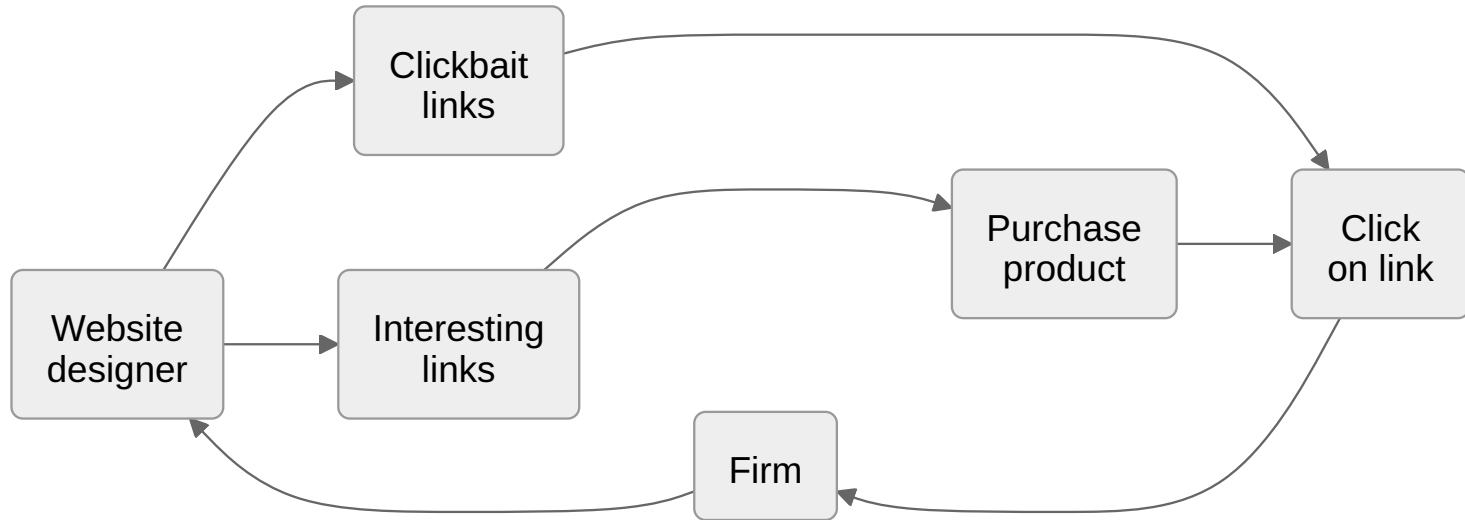 Clickbait
links
Purchase
product
Click
on link
Website
designer
Interesting
links
Firm